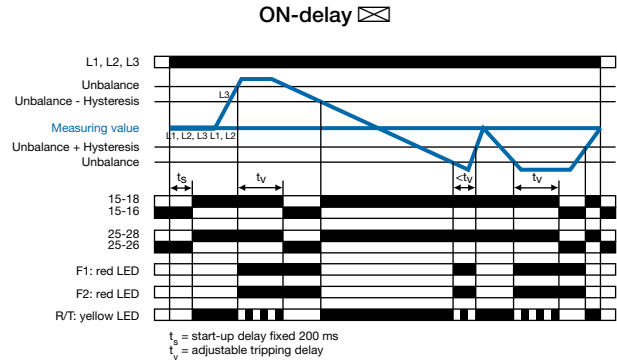 ON-delay
L1, L2, L3
Unbalance
Unbalance - Hysteresis
L3
Measuring value
L1, L2, L3 L1, L2
Unbalance + Hysteresis
Unbalance
ts tv <tv tv
15-18
15-16
25-28
25-26
F1: red LED
F2: red LED
R/T: yellow LED
ts = start-up delay fixed 200 ms
tv = adjustable tripping delay